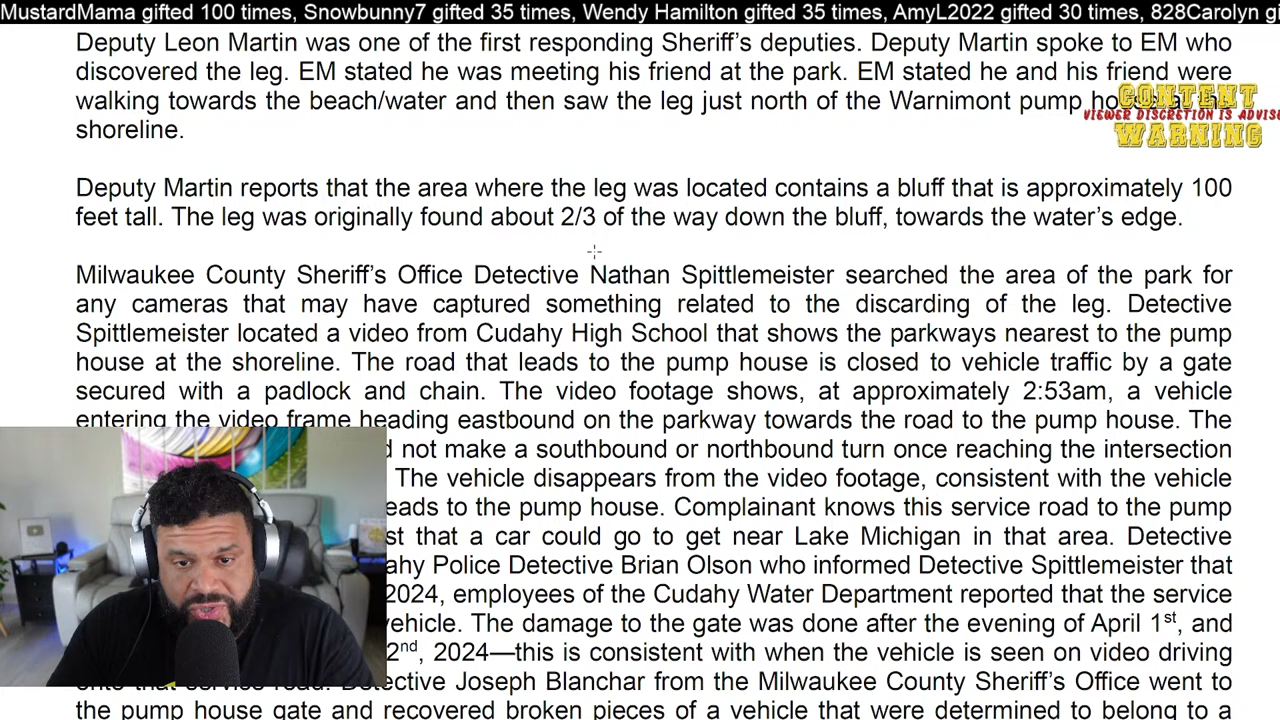 MustardMama gifted 100 times, Snowbunny7 gifted 35 times, Wendy Hamilton gifted 35 times, AmyL2022 gifted 30 times, 828Carolyn gi
Deputy Leon Martin was one of the first responding Sheriff's deputies. Deputy Martin spoke to EM who
discovered the leg. EM stated he was meeting his friend at the park. EM stated he and his friend were
walking towards the beach/water and then saw the leg just north of the Warnimont pump
shoreline.
CONTENT
VIEWER DISCRETION IS ADVISE
WARNING
Deputy Martin reports that the area where the leg was located contains a bluff that is approximately 100
feet tall. The leg was originally found about 2/3 of the way down the bluff, towards the water's edge.
Milwaukee County Sheriff's Office Detective Nathan Spittlemeister searched the area of the park for
any cameras that may have captured something related to the discarding of the leg. Detective
Spittlemeister located a video from Cudahy High School that shows the parkways nearest to the pump
house at the shoreline. The road that leads to the pump house is closed to vehicle traffic by a gate
secured with a padlock and chain. The video footage shows, at approximately 2:53am, a vehicle
entering the video frame heading eastbound on the parkway towards the road to the pump house. The
not make a southbound or northbound turn once reaching the intersection
The vehicle disappears from the video footage, consistent with the vehicle
eads to the pump house. Complainant knows this service road to the pump
st that a car could go to get near Lake Michigan in that area. Detective
ahy Police Detective Brian Olson who informed Detective Spittlemeister that
2024, employees of the Cudahy Water Department reported that the service
vehicle. The damage to the gate was done after the evening of April 1st, and
2nd, 2024—this is consistent with when the vehicle is seen on video driving
onto that service road. Detective Joseph Blanchar from the Milwaukee County Sheriff's Office went to
the pump house gate and recovered broken pieces of a vehicle that were determined to belong to a